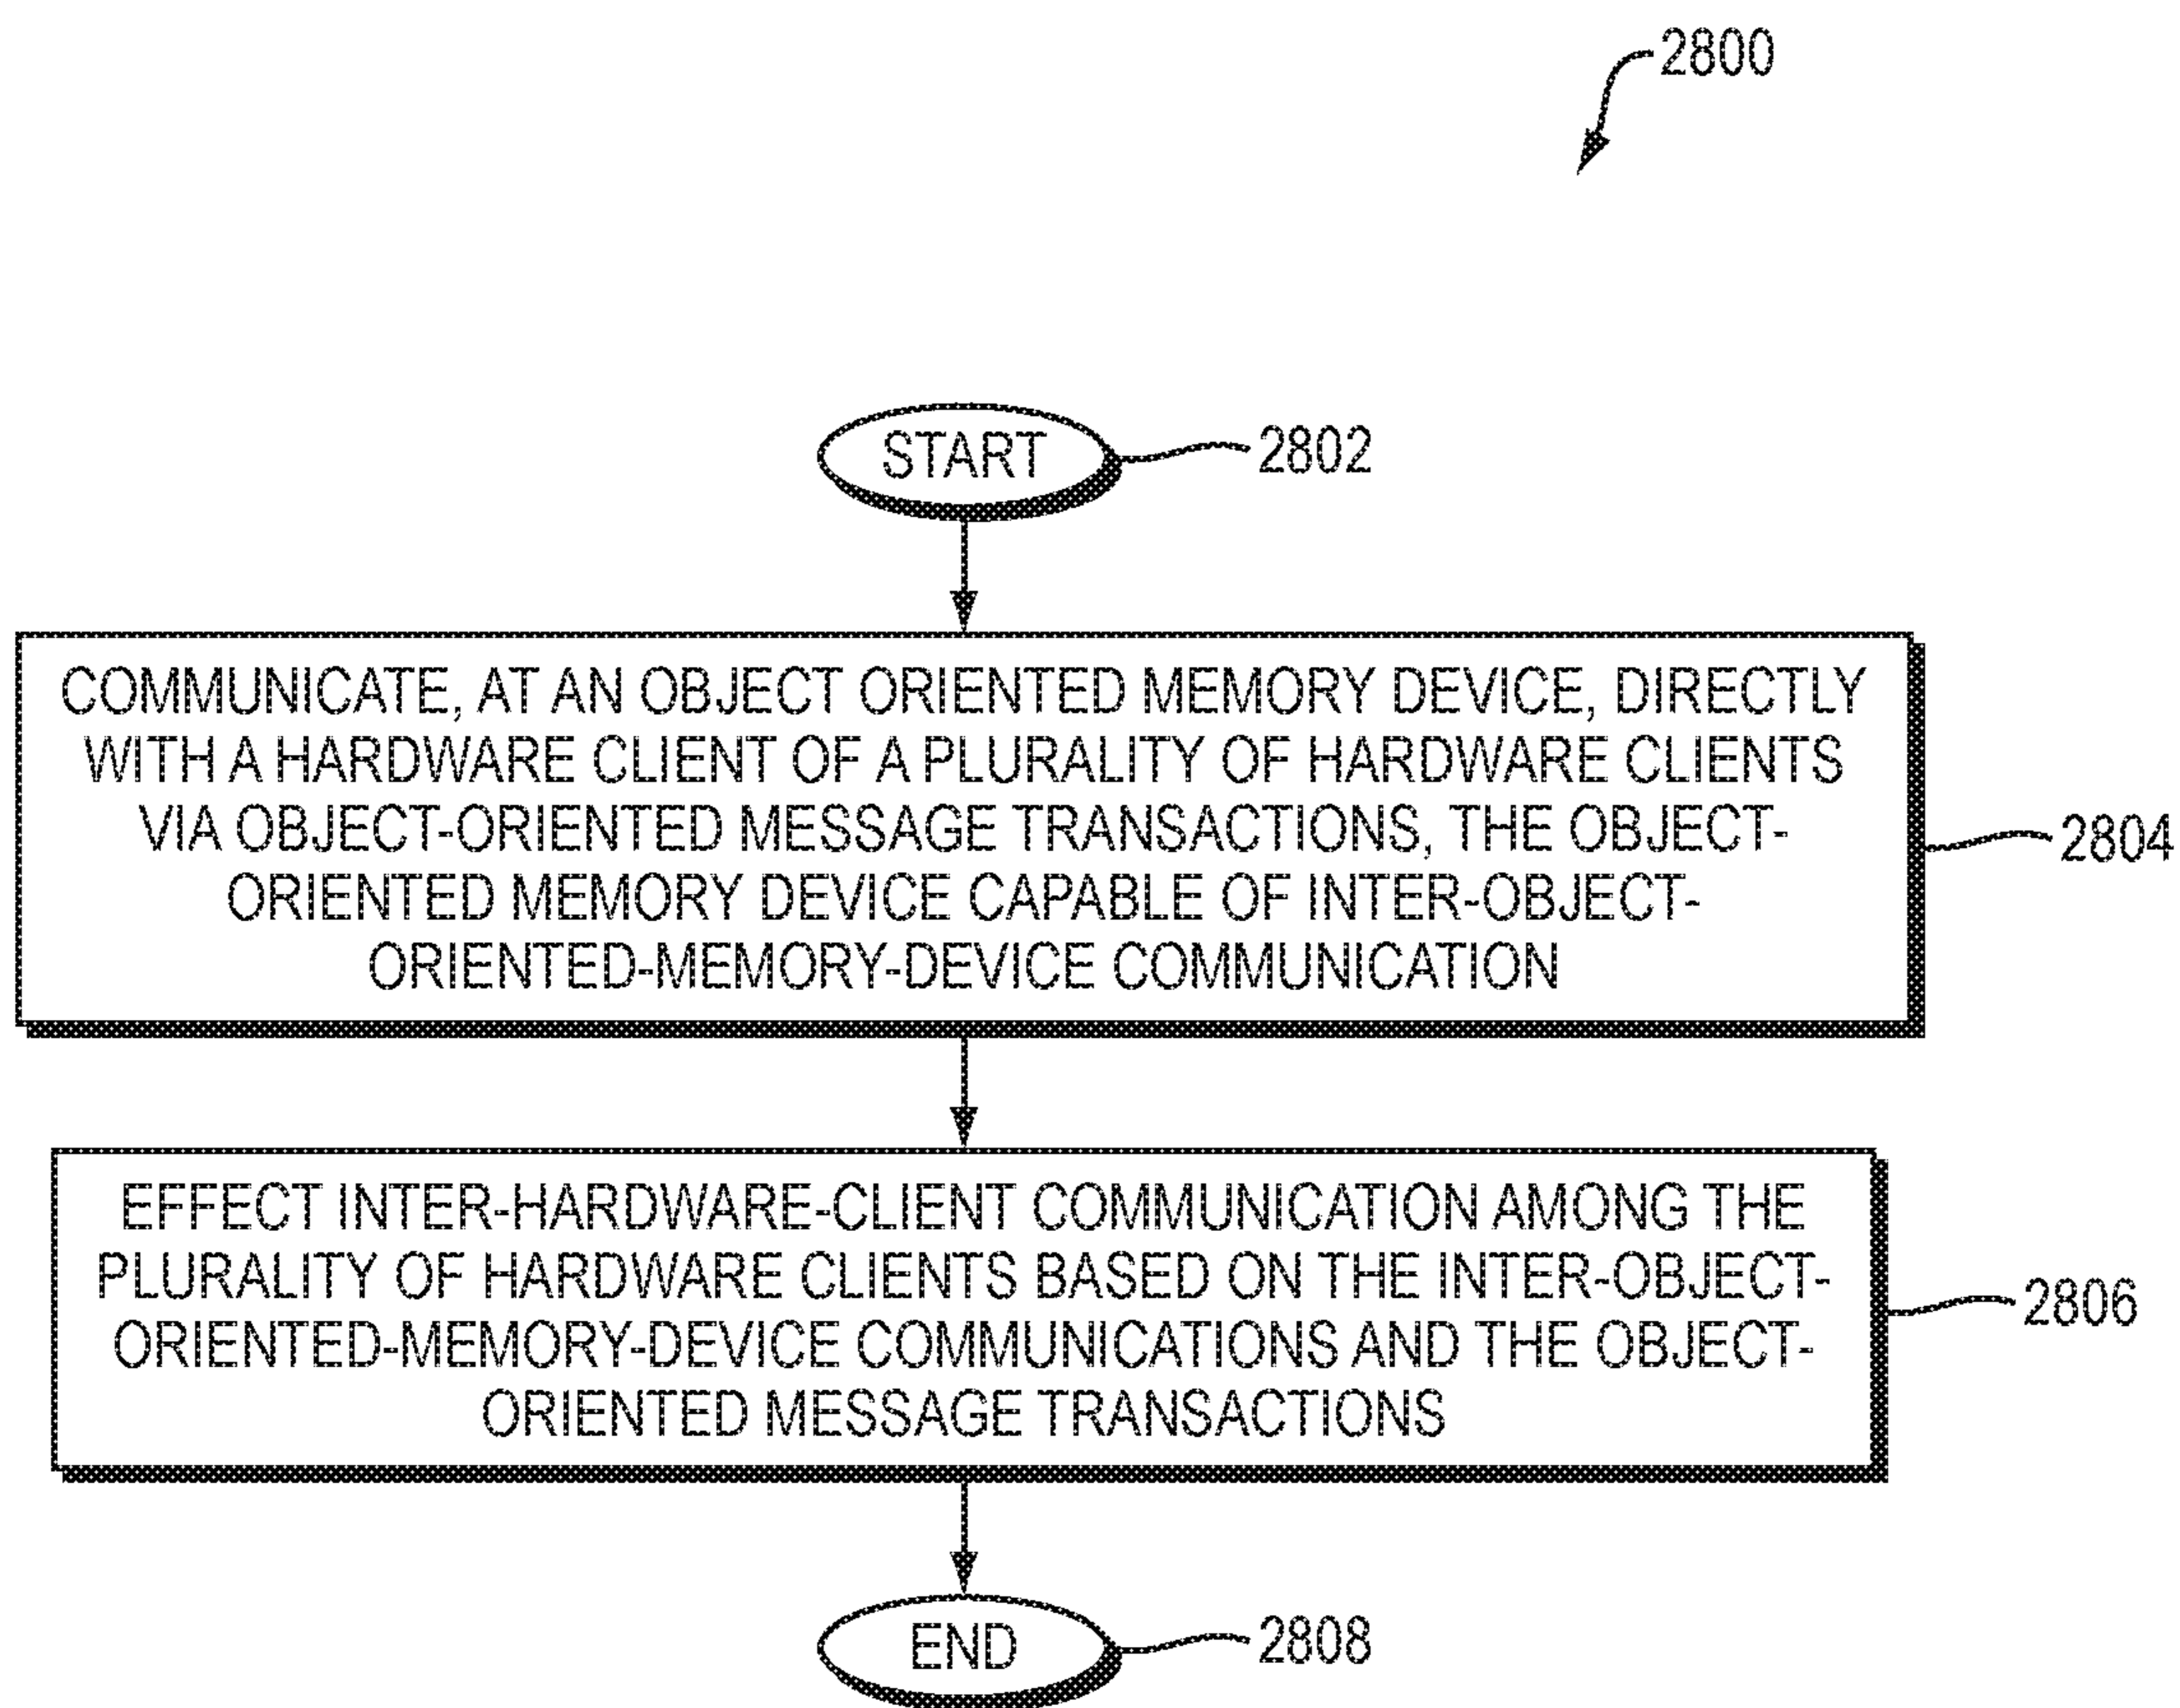 2800
START
2802
COMMUNICATE, AT AN OBJECT ORIENTED MEMORY DEVICE, DIRECTLY
WITH A HARDWARE CLIENT OF A PLURALITY OF HARDWARE CLIENTS
VIA OBJECT-ORIENTED MESSAGE TRANSACTIONS, THE OBJECT-
ORIENTED MEMORY DEVICE CAPABLE OF INTER-OBJECT-
ORIENTED-MEMORY-DEVICE COMMUNICATION
2804
EFFECT INTER-HARDWARE-CLIENT COMMUNICATION AMONG THE
PLURALITY OF HARDWARE CLIENTS BASED ON THE INTER-OBJECT-
ORIENTED-MEMORY-DEVICE COMMUNICATIONS AND THE OBJECT-
ORIENTED MESSAGE TRANSACTIONS
2806
END
2808